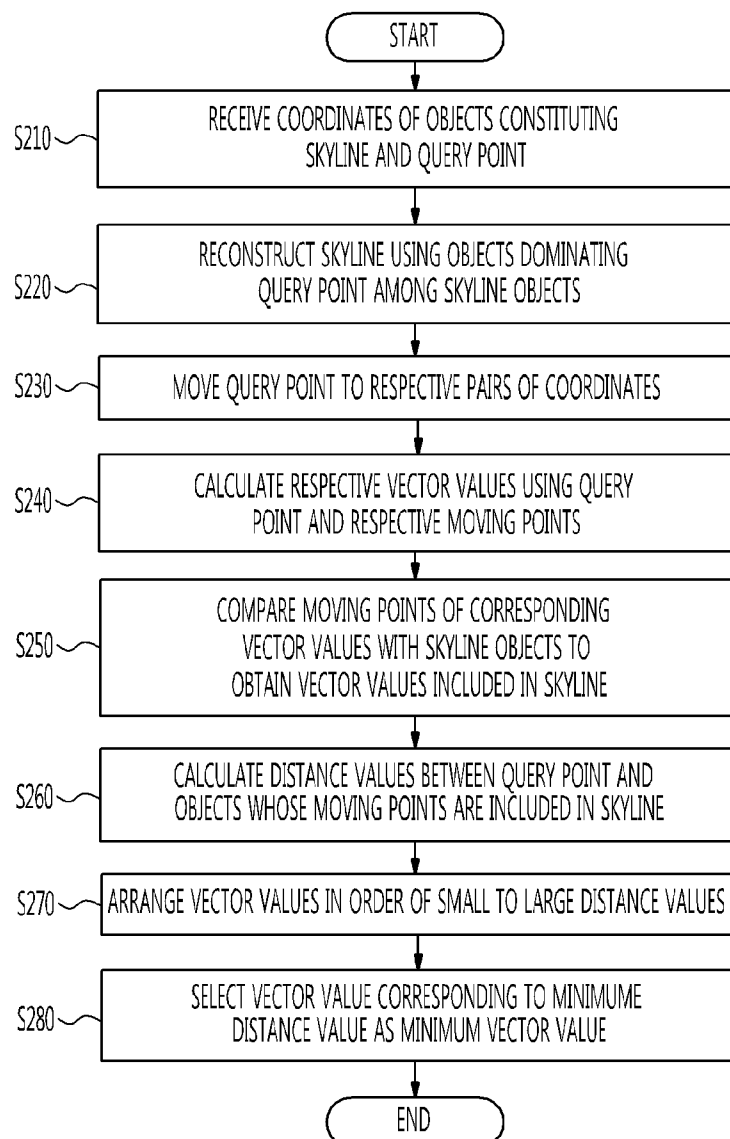 START
S210
RECEIVE COORDINATES OF OBJECTS CONSTITUTING
SKYLINE AND QUERY POINT
S220
RECONSTRUCT SKYLINE USING OBJECTS DOMINATING
QUERY POINT AMONG SKYLINE OBJECTS
S230
MOVE QUERY POINT TO RESPECTIVE PAIRS OF COORDINATES
S240
CALCULATE RESPECTIVE VECTOR VALUES USING QUERY
POINT AND RESPECTIVE MOVING POINTS
S250
COMPARE MOVING POINTS OF CORRESPONDING
VECTOR VALUES WITH SKYLINE OBJECTS TO
OBTAIN VECTOR VALUES INCLUDED IN SKYLINE
S260
CALCULATE DISTANCE VALUES BETWEEN QUERY POINT AND
OBJECTS WHOSE MOVING POINTS ARE INCLUDED IN SKYLINE
S270
ARRANGE VECTOR VALUES IN ORDER OF SMALL TO LARGE DISTANCE VALUES
S280
SELECT VECTOR VALUE CORRESPONDING TO MINIMUME
DISTANCE VALUE AS MINIMUM VECTOR VALUE
END